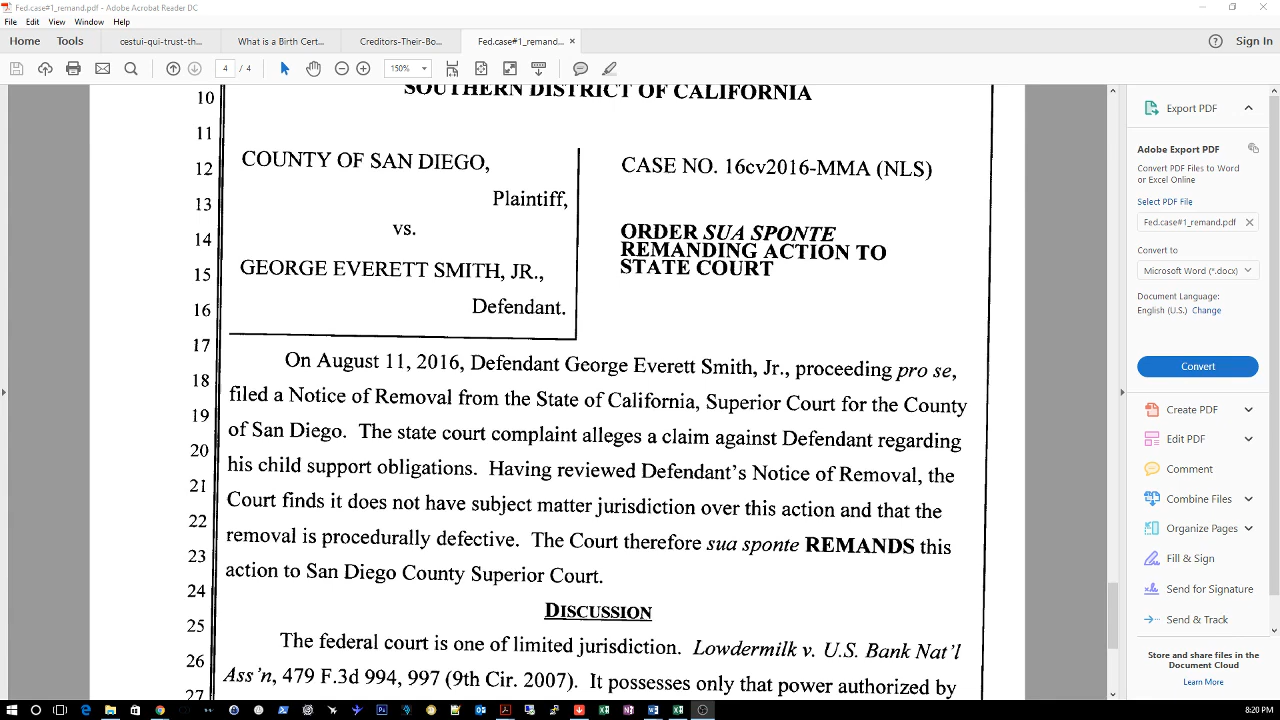 Fed.case#1_remand.pdf - Adobe Acrobat Reader DC
File Edit View Window Help
Home Tools cestui-qui-trust-th... What is a Birth Cert... Creditors-Their-Bo... Fed.case#1_remand... × Sign In
4 / 4 150%
10 SOUTHERN DISTRICT OF CALIFORNIA
11
12 COUNTY OF SAN DIEGO, CASE NO. 16cv2016-MMA (NLS)
13 Plaintiff,
vs. ORDER SUA SPONTE
14 REMANDING ACTION TO
15 GEORGE EVERETT SMITH, JR., STATE COURT
16 Defendant.
17
18 On August 11, 2016, Defendant George Everett Smith, Jr., proceeding pro se,
19 filed a Notice of Removal from the State of California, Superior Court for the County
20 of San Diego. The state court complaint alleges a claim against Defendant regarding
21 his child support obligations. Having reviewed Defendant's Notice of Removal, the
22 Court finds it does not have subject matter jurisdiction over this action and that the
23 removal is procedurally defective. The Court therefore sua sponte REMANDS this
24 action to San Diego County Superior Court.
25 DISCUSSION
26 The federal court is one of limited jurisdiction. Lowdermilk v. U.S. Bank Nat'l
27 Ass'n, 479 F.3d 994, 997 (9th Cir. 2007). It possesses only that power authorized by
Export PDF
Adobe Export PDF
Convert PDF Files to Word
or Excel Online
Select PDF File
Fed.case#1_remand.pdf ×
Convert to
Microsoft Word (*.docx)
Document Language:
English (U.S.) Change
Convert
Create PDF
Edit PDF
Comment
Combine Files
Organize Pages
Fill & Sign
Send for Signature
Send & Track
Store and share files in the
Document Cloud
Learn More
8:20 PM